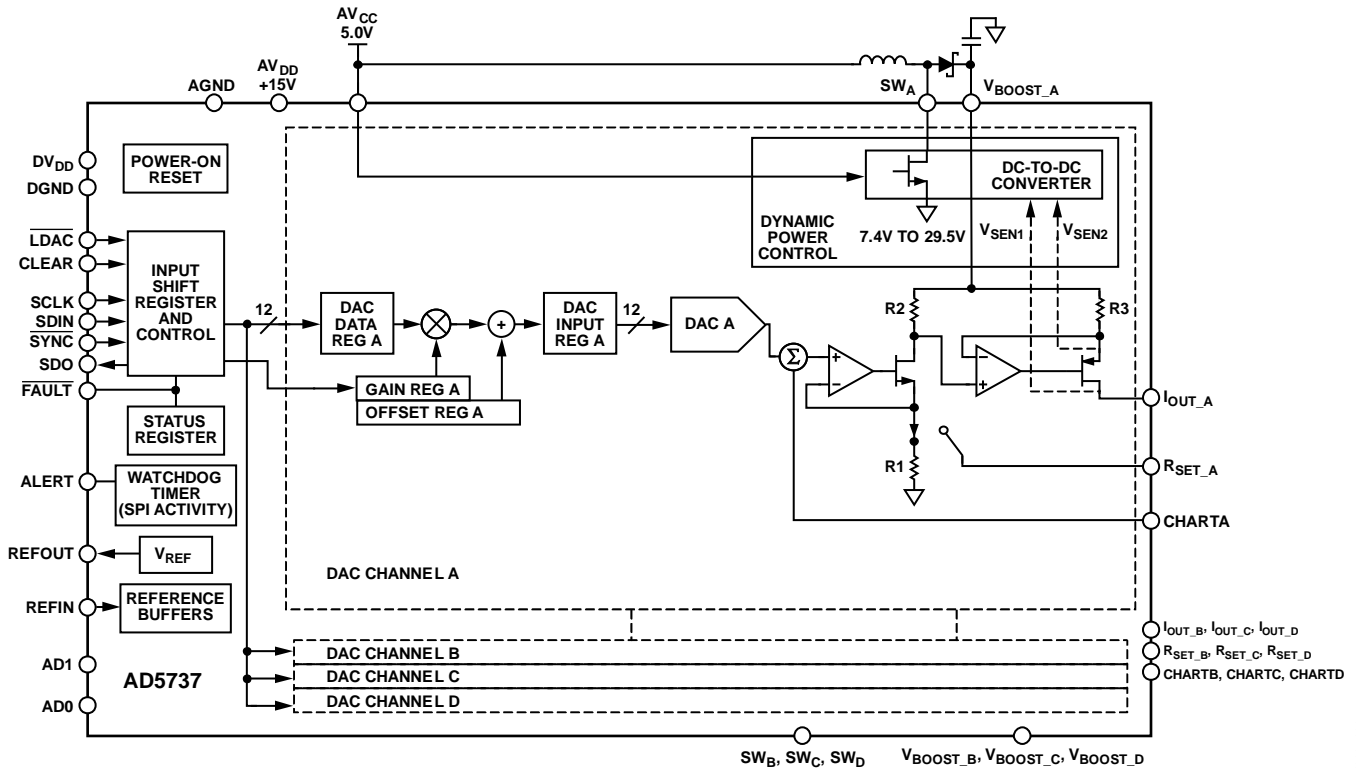 AVCC
5.0V
AVDD
+15V
AGND
SWA
VBOOST_A
DVDD
DGND
POWER-ON
RESET
DC-TO-DC
CONVERTER
DYNAMIC
POWER
CONTROL
7.4V TO 29.5V
VSEN1
VSEN2
LDAC
CLEAR
SCLK
SDIN
SYNC
SDO
FAULT
INPUT
SHIFT
REGISTER
AND
CONTROL
12
DAC
DATA
REG A
+
DAC
INPUT
REG A
12
DAC A
Σ
+
–
R2
R3
–
+
GAIN REG A
OFFSET REG A
STATUS
REGISTER
R1
IOUT_A
RSET_A
CHARTA
ALERT
WATCHDOG
TIMER
(SPI ACTIVITY)
REFOUT
VREF
REFIN
REFERENCE
BUFFERS
DAC CHANNEL A
AD1
AD0
AD5737
DAC CHANNEL B
DAC CHANNEL C
DAC CHANNEL D
IOUT_B, IOUT_C, IOUT_D
RSET_B, RSET_C, RSET_D
CHARTB, CHARTC, CHARTD
SWB, SWC, SWD
VBOOST_B, VBOOST_C, VBOOST_D